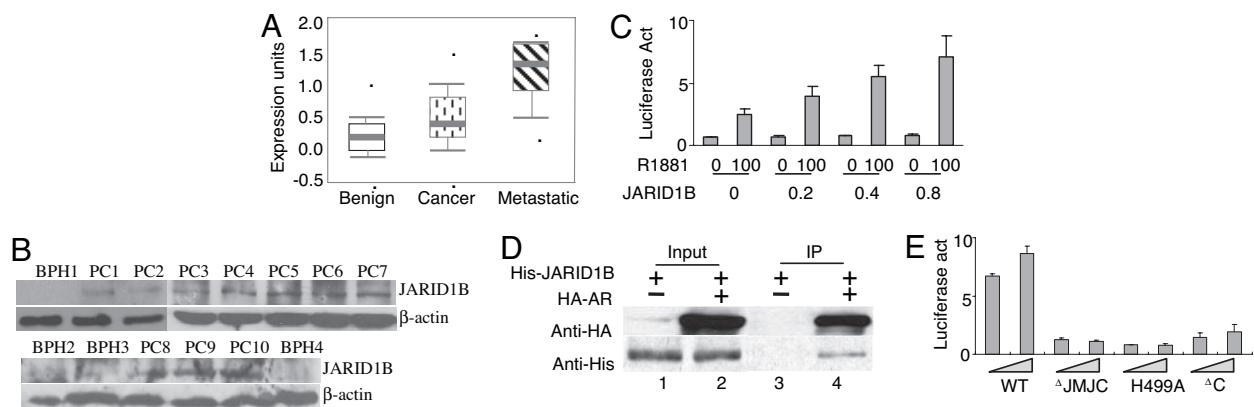 A
Expression units
2.0
1.5
1.0
0.5
0.0
-0.5
Benign Cancer Metastatic
B
BPH1 PC1 PC2 PC3 PC4 PC5 PC6 PC7
JARID1B
β-actin
BPH2 BPH3 PC8 PC9 PC10 BPH4
JARID1B
β-actin
C
Luciferase Act
10
5
0
R1881 0 100 0 100 0 100 0 100
JARID1B 0 0.2 0.4 0.8
D
Input IP
His-JARID1B + + + +
HA-AR − + − +
Anti-HA
Anti-His
1 2 3 4
E
Luciferase act
10
5
0
WT ΔJMJC H499A ΔC